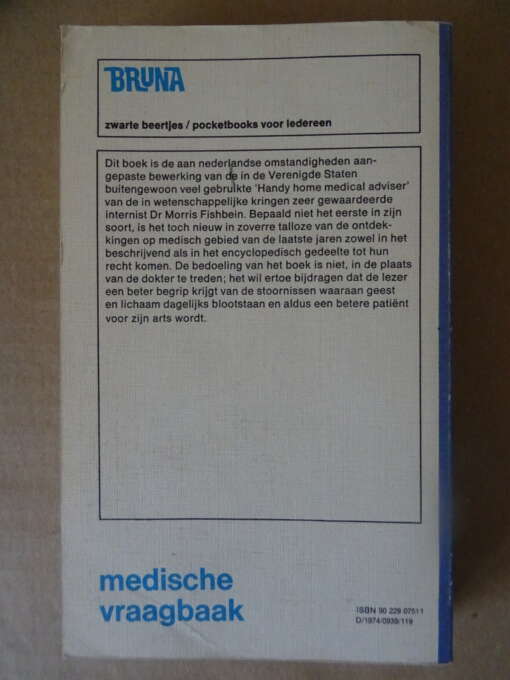 BRUNA
zwarte beertjes / pocketbooks voor iedereen
Dit boek is de aan nederlandse omstandigheden aan-
gepaste bewerking van de in de Verenigde Staten
buitengewoon veel gebruikte 'Handy home medical adviser'
van de in wetenschappelijke kringen zeer gewaardeerde
internist Dr Morris Fishbein. Bepaald niet het eerste in zijn
soort, is het toch nieuw in zoverre talloze van de ontdek-
kingen op medisch gebied van de laatste jaren zowel in het
beschrijvend als in het encyclopedisch gedeelte tot hun
recht komen. De bedoeling van het boek is niet, in de plaats
van de dokter te treden; het wil ertoe bijdragen dat de lezer
een beter begrip krijgt van de stoornissen waaraan geest
en lichaam dagelijks blootstaan en aldus een betere patiënt
voor zijn arts wordt.
medische
vraagbaak
ISBN 90 229 0751 1
D/1974/0939/119